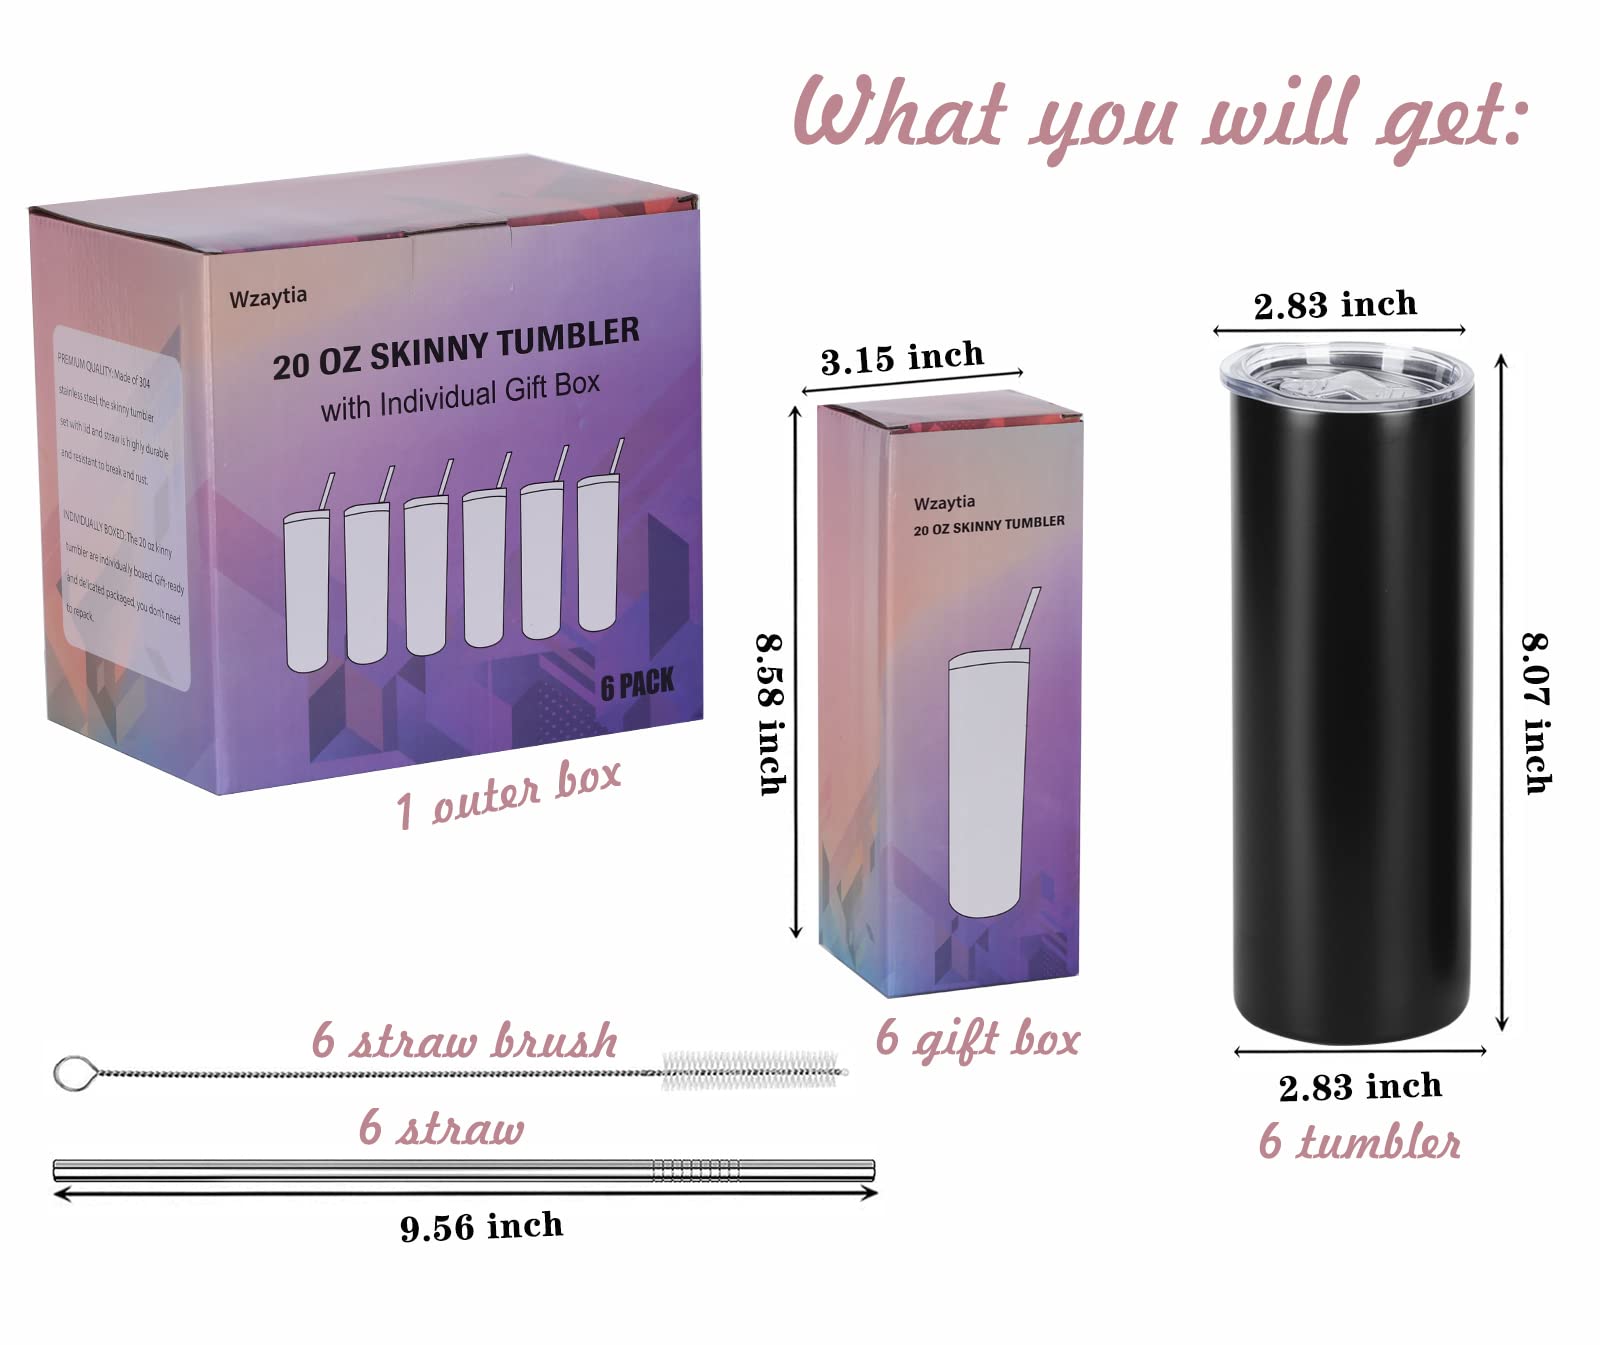 What you will get:
Wzaytia
20 OZ SKINNY TUMBLER
with Individual Gift Box
6 PACK
PREMIUM QUALITY: Made of 304
stainless steel, the skinny tumbler
set with lid and straw is highly durable
and resistant to break and rust.
INDIVIDUALLY BOXED: The 20 oz kinny
tumbler are individually boxed. Gift-ready
and delicated packaged, you don't need
to repack.
1 outer box
3.15 inch
8.58 inch
Wzaytia
20 OZ SKINNY TUMBLER
6 gift box
2.83 inch
8.07 inch
2.83 inch
6 tumbler
6 straw brush
6 straw
9.56 inch